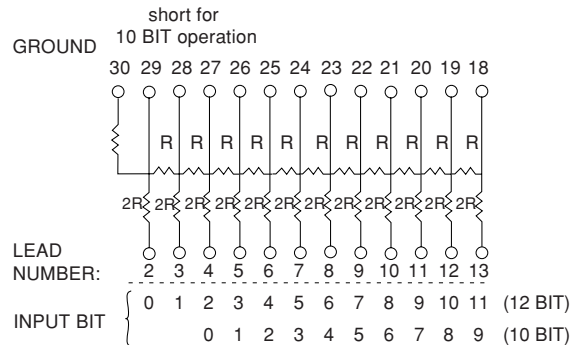 short for
GROUND 10 BIT operation
30 29 28 27 26 25 24 23 22 21 20 19 18
R R R R R R R R R R R
2R 2R 2R 2R 2R 2R 2R 2R 2R 2R 2R 2R
LEAD
NUMBER: 2 3 4 5 6 7 8 9 10 11 12 13
0 1 2 3 4 5 6 7 8 9 10 11 (12 BIT)
INPUT BIT
0 1 2 3 4 5 6 7 8 9 (10 BIT)